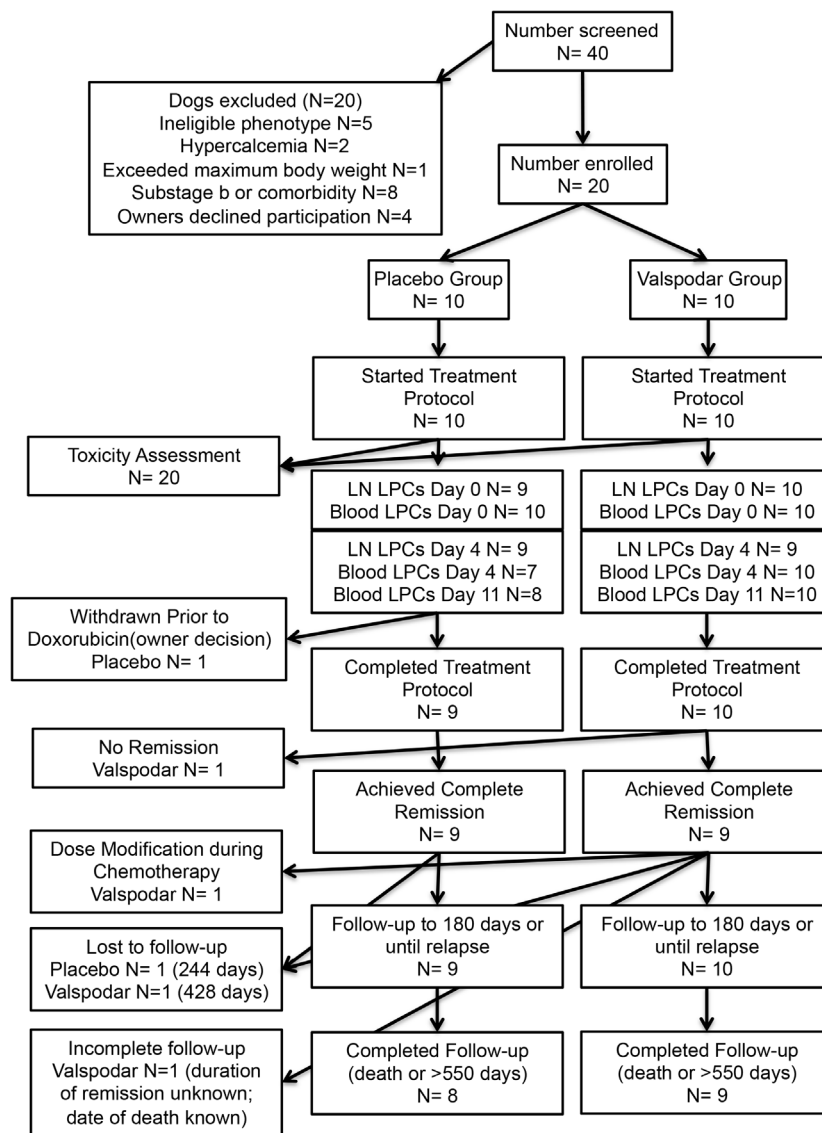 Number screened
N= 40
Dogs excluded (N=20)
Ineligible phenotype N=5
Hypercalcemia N=2
Exceeded maximum body weight N=1
Substage b or comorbidity N=8
Owners declined participation N=4
Number enrolled
N= 20
Placebo Group
N= 10
Valspodar Group
N= 10
Started Treatment
Protocol
N= 10
Started Treatment
Protocol
N= 10
Toxicity Assessment
N= 20
LN LPCs Day 0 N= 9
Blood LPCs Day 0 N= 10
LN LPCs Day 0 N= 10
Blood LPCs Day 0 N= 10
LN LPCs Day 4 N= 9
Blood LPCs Day 4 N=7
Blood LPCs Day 11 N=8
LN LPCs Day 4 N= 9
Blood LPCs Day 4 N= 10
Blood LPCs Day 11 N=10
Withdrawn Prior to
Doxorubicin(owner decision)
Placebo N= 1
Completed Treatment
Protocol
N= 9
Completed Treatment
Protocol
N= 10
No Remission
Valspodar N= 1
Achieved Complete
Remission
N= 9
Achieved Complete
Remission
N= 9
Dose Modification during
Chemotherapy
Valspodar N= 1
Follow-up to 180 days or
until relapse
N= 9
Follow-up to 180 days or
until relapse
N= 10
Lost to follow-up
Placebo N= 1 (244 days)
Valspodar N=1 (428 days)
Incomplete follow-up
Valspodar N=1 (duration
of remission unknown;
date of death known)
Completed Follow-up
(death or >550 days)
N= 8
Completed Follow-up
(death or >550 days)
N= 9